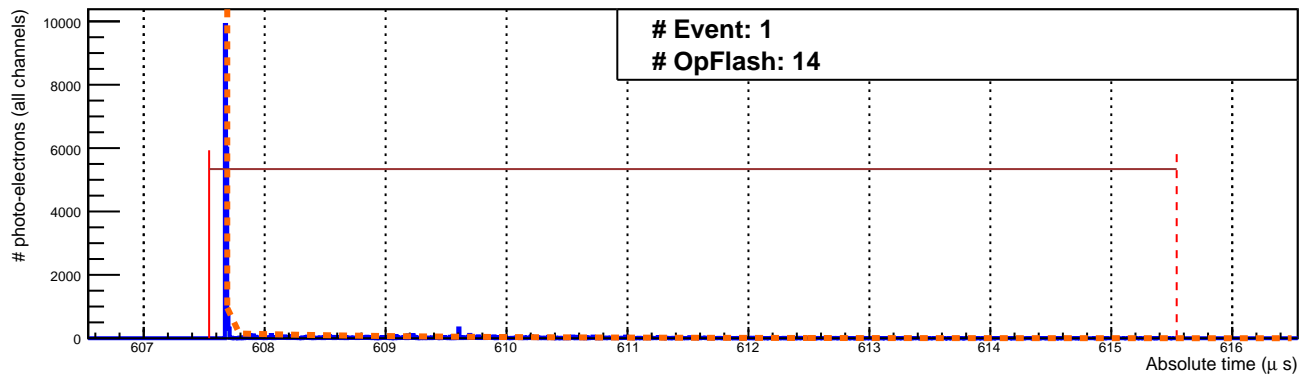 # Event: 1
# OpFlash: 14
# photo-electrons (all channels)
10000
8000
6000
4000
2000
0
607 608 609 610 611 612 613 614 615 616
Absolute time (μ s)